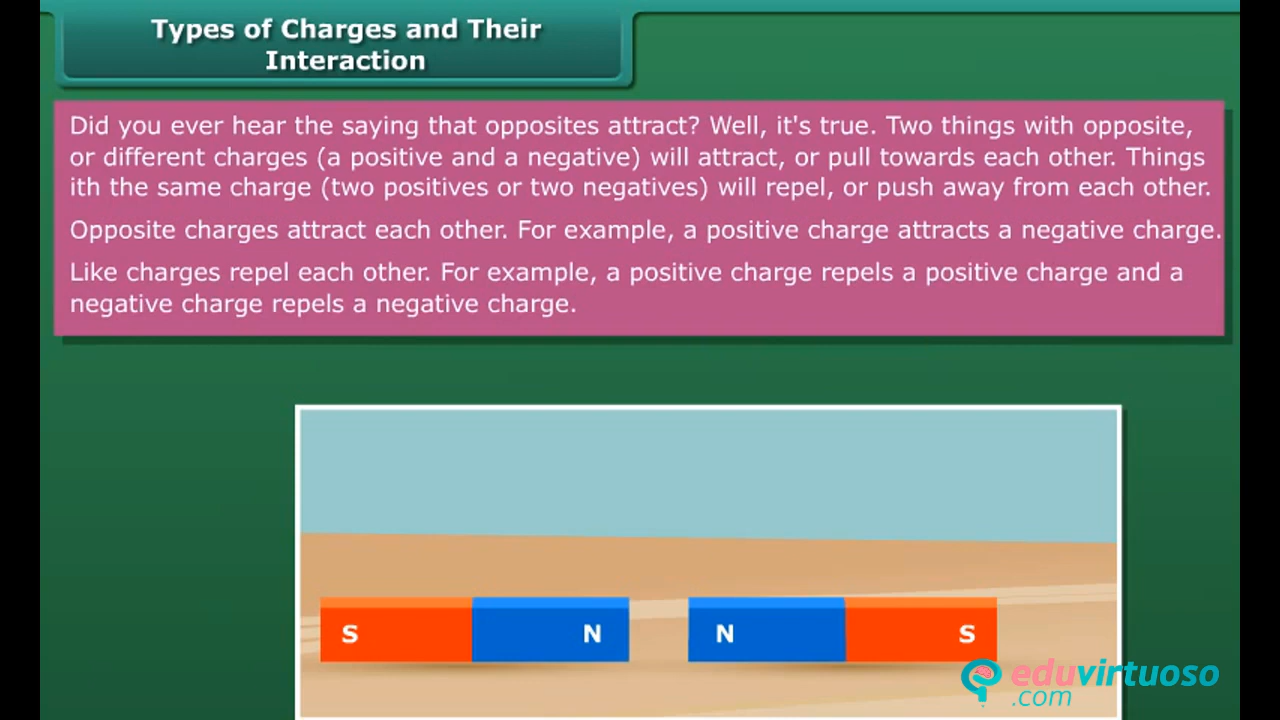 Types of Charges and Their
Interaction
Did you ever hear the saying that opposites attract? Well, it's true. Two things with opposite,
or different charges (a positive and a negative) will attract, or pull towards each other. Things
ith the same charge (two positives or two negatives) will repel, or push away from each other.
Opposite charges attract each other. For example, a positive charge attracts a negative charge.
Like charges repel each other. For example, a positive charge repels a positive charge and a
negative charge repels a negative charge.
S N N S
eduvirtuoso
.com